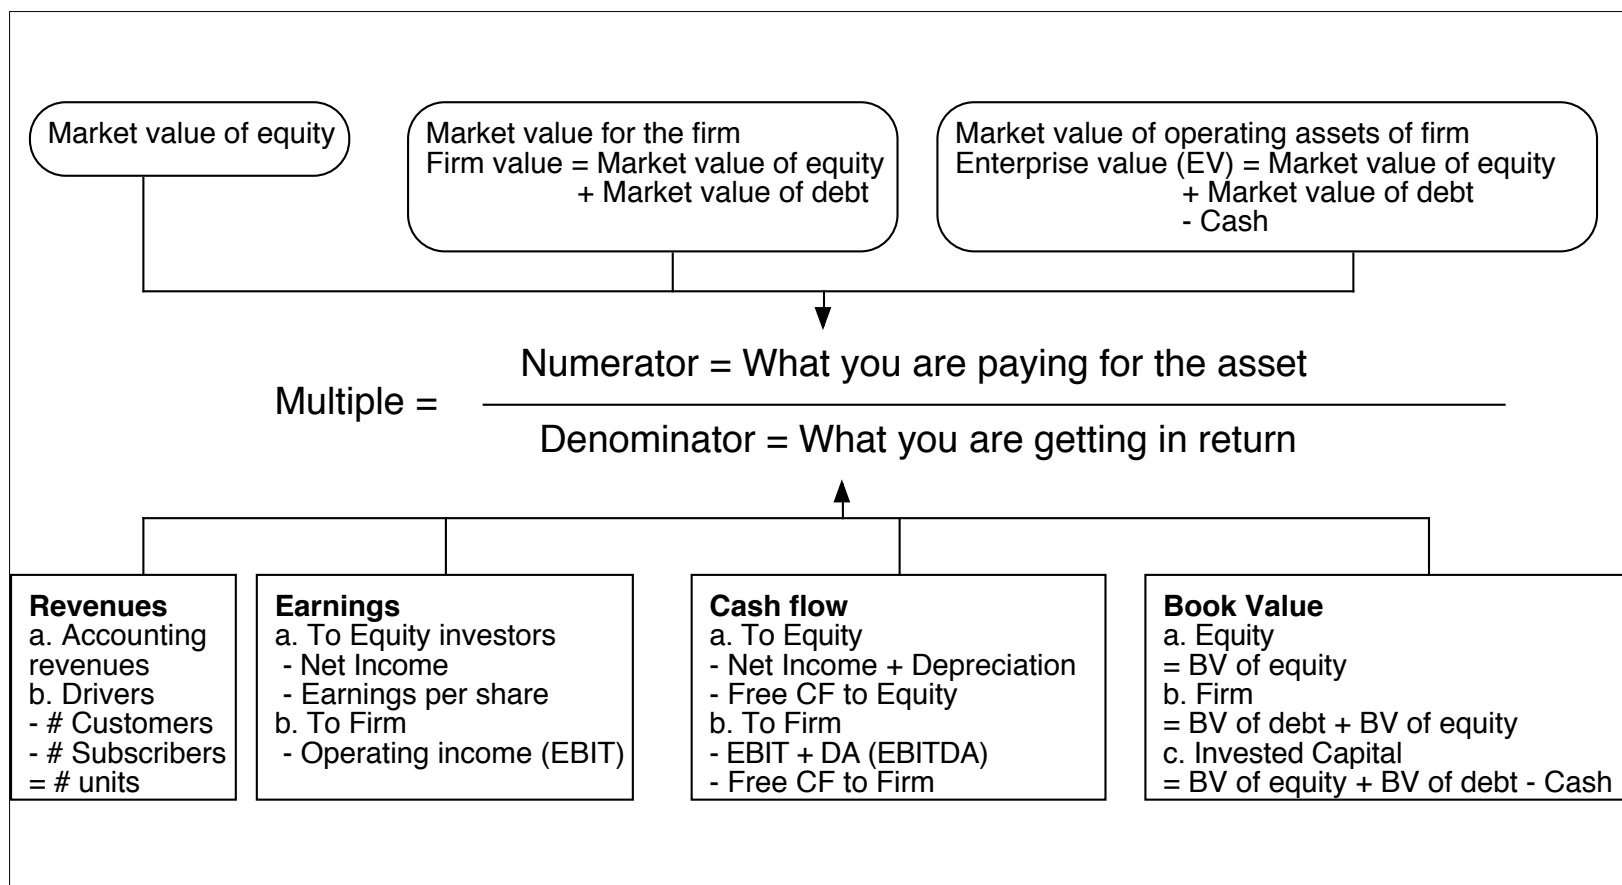 Market value of equity
Market value for the firm
Firm value = Market value of equity
+ Market value of debt
Market value of operating assets of firm
Enterprise value (EV) = Market value of equity
+ Market value of debt
- Cash
Multiple =
Numerator = What you are paying for the asset
Denominator = What you are getting in return
Revenues
a. Accounting
revenues
b. Drivers
- # Customers
- # Subscribers
= # units
Earnings
a. To Equity investors
- Net Income
- Earnings per share
b. To Firm
- Operating income (EBIT)
Cash flow
a. To Equity
- Net Income + Depreciation
- Free CF to Equity
b. To Firm
- EBIT + DA (EBITDA)
- Free CF to Firm
Book Value
a. Equity
= BV of equity
b. Firm
= BV of debt + BV of equity
c. Invested Capital
= BV of equity + BV of debt - Cash